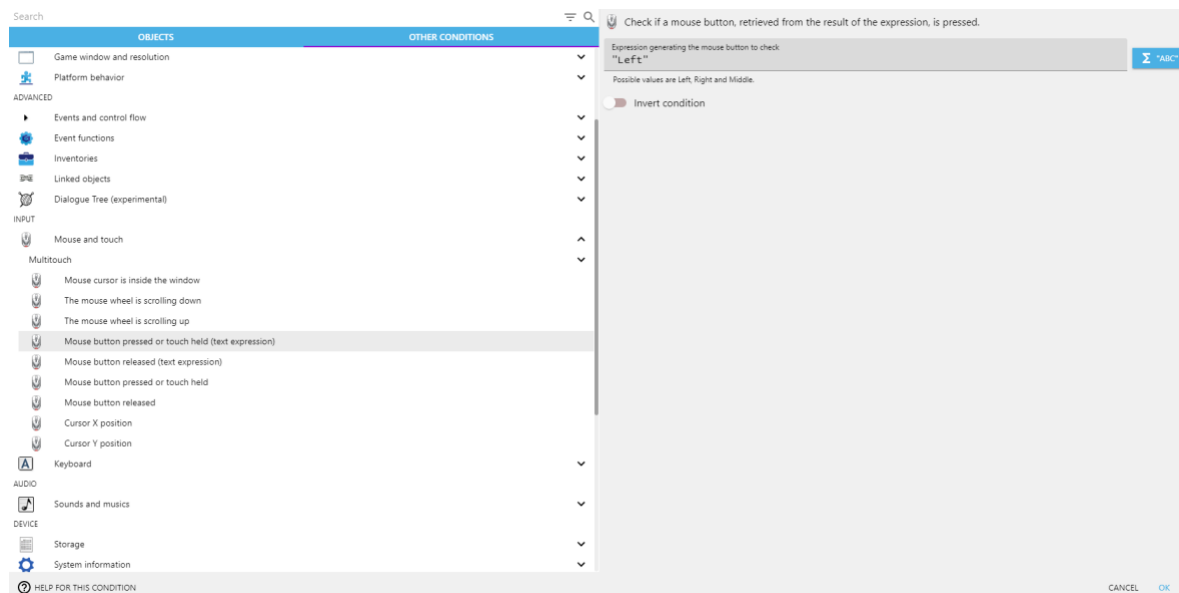 Search
OBJECTS
OTHER CONDITIONS
Game window and resolution
Platform behavior
ADVANCED
Events and control flow
Event functions
Inventories
Linked objects
Dialogue Tree (experimental)
INPUT
Mouse and touch
Multitouch
Mouse cursor is inside the window
The mouse wheel is scrolling down
The mouse wheel is scrolling up
Mouse button pressed or touch held (text expression)
Mouse button released (text expression)
Mouse button pressed or touch held
Mouse button released
Cursor X position
Cursor Y position
A Keyboard
AUDIO
Sounds and musics
DEVICE
Storage
System information
? HELP FOR THIS CONDITION
Check if a mouse button, retrieved from the result of the expression, is pressed.
Expression generating the mouse button to check
"Left"
Σ "ABC"
Possible values are Left, Right and Middle.
Invert condition
CANCEL OK